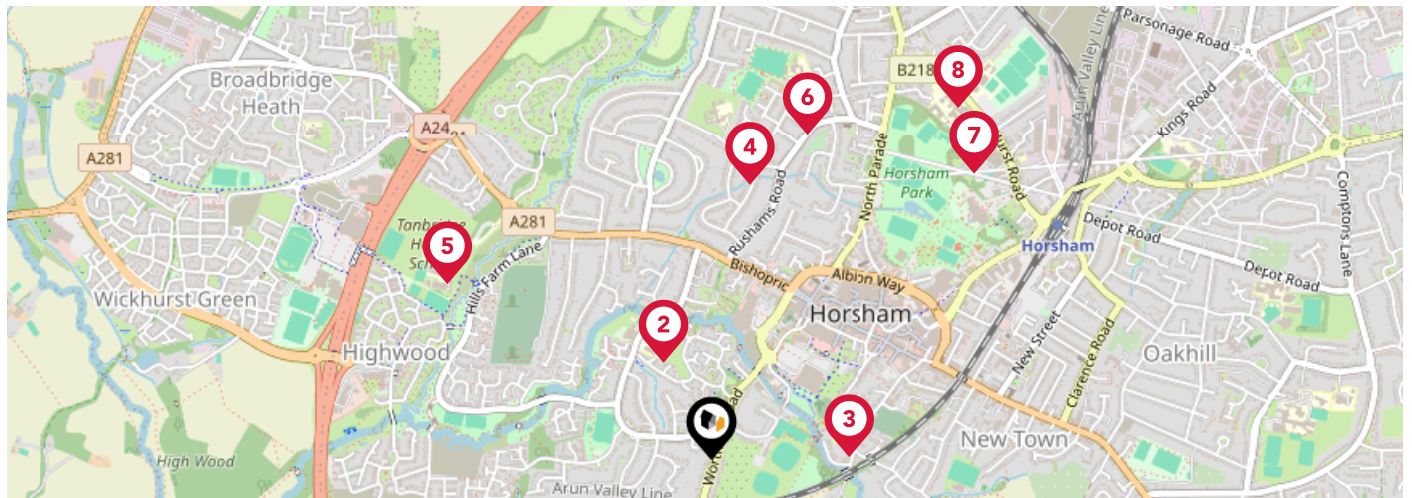 Parsonage Road
Arun Valley Line
Broadbridge
Heath
B218
8
Kings Road
6
A24
7
A281
4
North Parade
Horsham
Park
Road
Comptons Lane
Rushams Road
A281
Depot Road
Tanbridge
5
Hills Farm Lane
Horsham
Bishopric
Albion Way
Depot Road
Wickhurst Green
2
Horsham
New Street
Clarence Road
Highwood
Oakhill
3
New Town
High Wood
Arun Valley Line